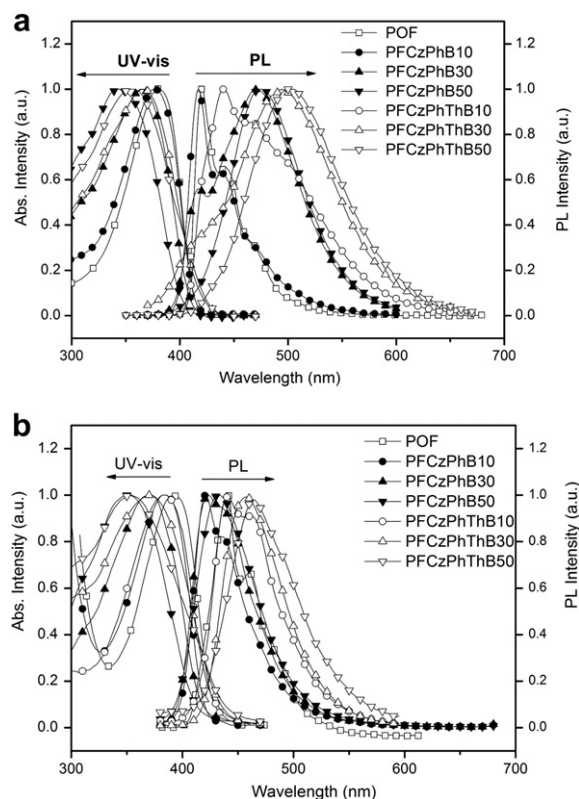 a
UV-vis
PL
POF
PFCzPhB10
PFCzPhB30
PFCzPhB50
PFCzPhThB10
PFCzPhThB30
PFCzPhThB50
1.2
1.0
0.8
0.6
0.4
0.2
0.0
Abs. Intensity (a.u.)
1.2
1.0
0.8
0.6
0.4
0.2
0.0
PL Intensity (a.u.)
300 400 500 600 700
Wavelength (nm)
b
UV-vis
PL
POF
PFCzPhB10
PFCzPhB30
PFCzPhB50
PFCzPhThB10
PFCzPhThB30
PFCzPhThB50
1.2
1.0
0.8
0.6
0.4
0.2
0.0
Abs. Intensity (a.u.)
1.2
1.0
0.8
0.6
0.4
0.2
0.0
PL Intensity (a.u.)
300 400 500 600 700
Wavelength (nm)